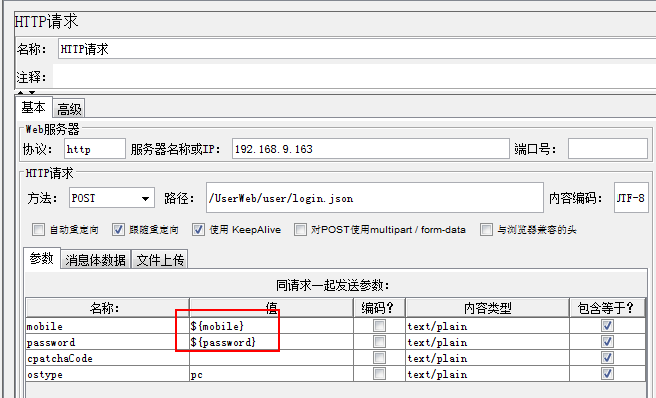 HTTP请求
名称： HTTP请求
注释：
基本 高级
Web服务器
协议： http 服务器名称或IP： 192.168.9.163 端口号：
HTTP请求
方法： POST 路径： /UserWeb/user/login.json 内容编码： JTF-8
自动重定向 跟随重定向 使用 KeepAlive 对POST使用multipart / form-data 与浏览器兼容的头
参数 消息体数据 文件上传
同请求一起发送参数：
名称： 值 编码? 内容类型 包含等于?
mobile ${mobile} text/plain
password ${password} text/plain
cpatchaCode text/plain
ostype pc text/plain